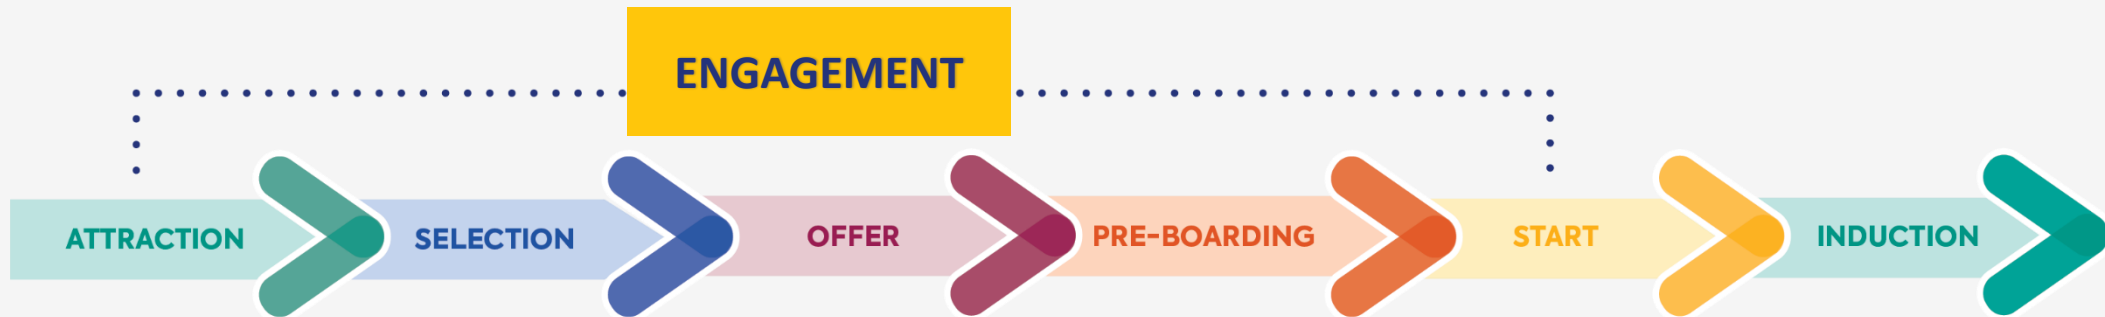 ENGAGEMENT
ATTRACTION
SELECTION
OFFER
PRE-BOARDING
START
INDUCTION